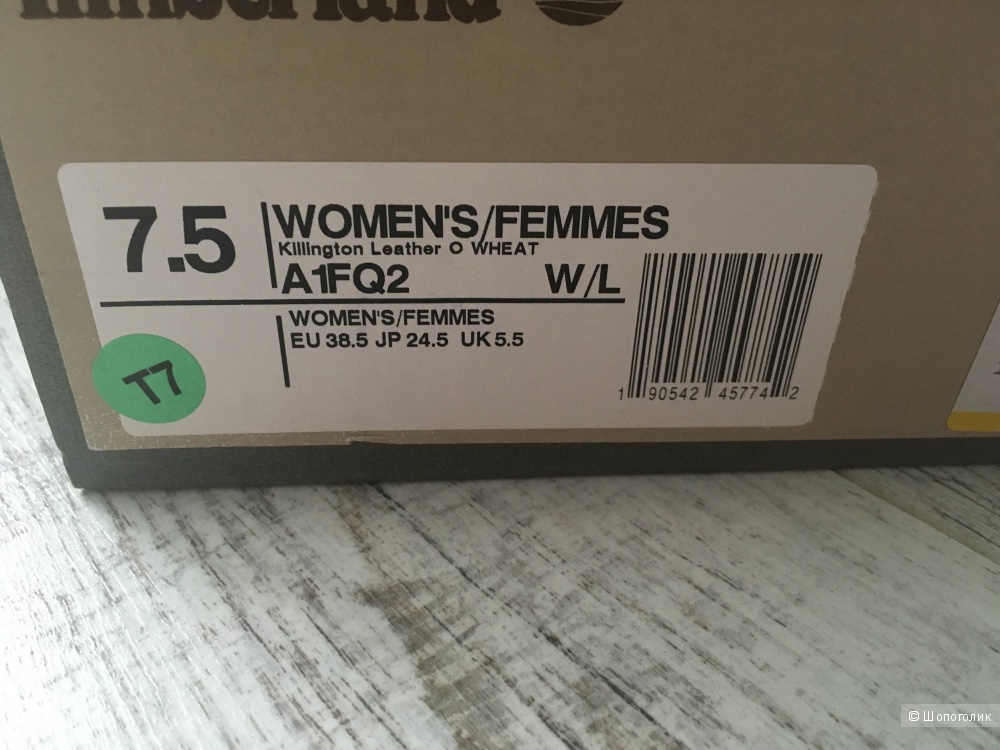 Timberland
7.5
WOMEN'S/FEMMES
Killington Leather O WHEAT
A1FQ2 W/L
WOMEN'S/FEMMES
EU 38.5 JP 24.5 UK 5.5
T7
1 90542 45774 2
© Шопоголик